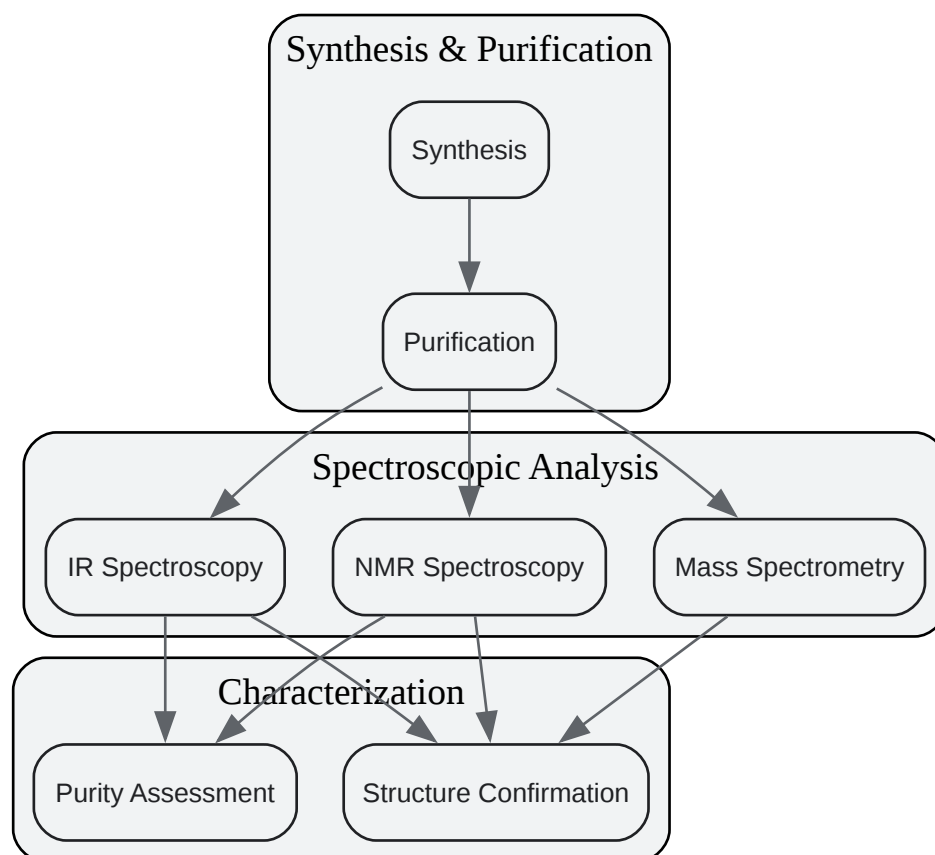 Synthesis & Purification
Synthesis
Purification
Spectroscopic Analysis
IR Spectroscopy
NMR Spectroscopy
Mass Spectrometry
Characterization
Purity Assessment
Structure Confirmation